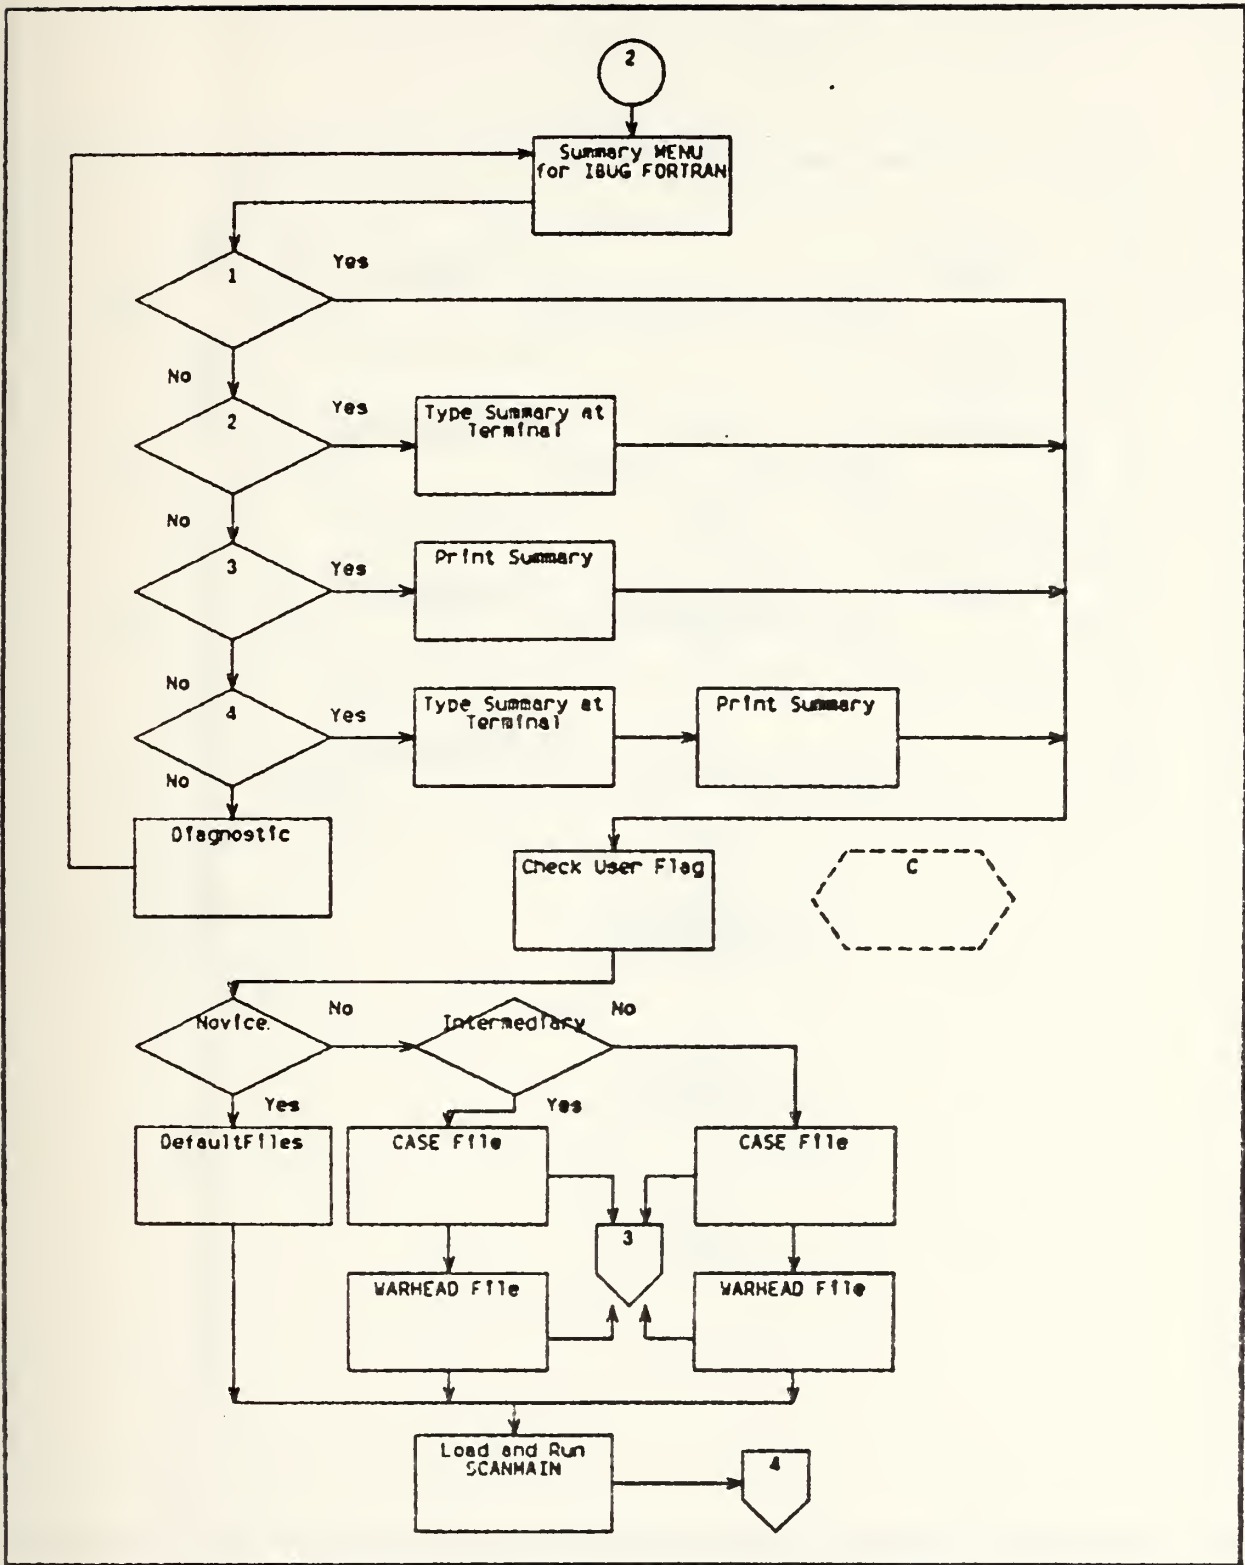 2
Summary MENU
for IBUG FORTRAN
1
Yes
No
2
Yes
Type Summary at
Terminal
No
3
Yes
Print Summary
No
4
Yes
Type Summary at
Terminal
Print Summary
No
Diagnostic
Check User Flag
C
Novice.
No
Intermediary
No
Yes
Yes
DefaultFiles
CASE File
CASE File
3
WARHEAD File
WARHEAD File
Load and Run
SCANMAIN
4